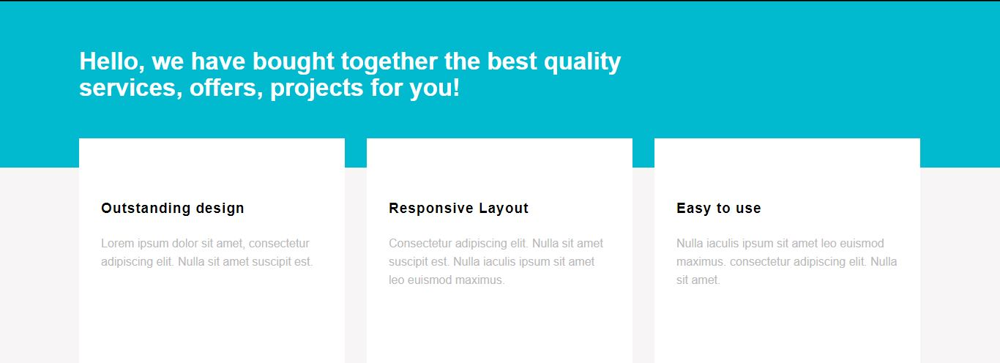 Hello, we have bought together the best quality
services, offers, projects for you!
Outstanding design
Lorem ipsum dolor sit amet, consectetur
adipiscing elit. Nulla sit amet suscipit est.
Responsive Layout
Consectetur adipiscing elit. Nulla sit amet
suscipit est. Nulla iaculis ipsum sit amet
leo euismod maximus.
Easy to use
Nulla iaculis ipsum sit amet leo euismod
maximus. consectetur adipiscing elit. Nulla
sit amet.